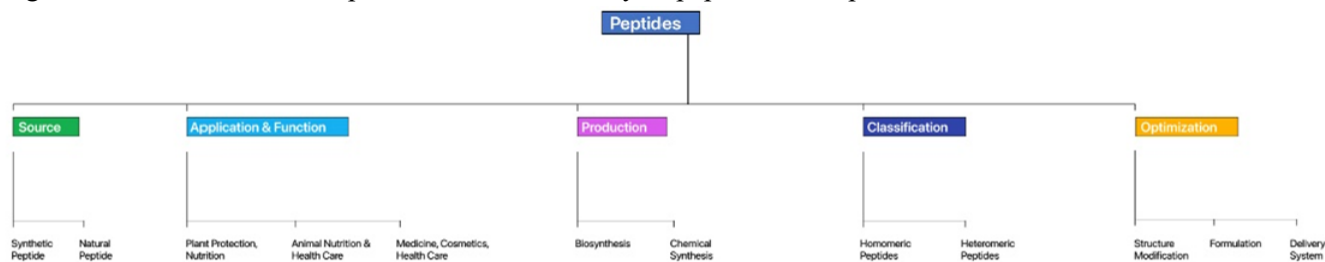 Peptides
Source
Application & Function
Production
Classification
Optimization
Synthetic
Peptide
Natural
Peptide
Plant Protection,
Nutrition
Animal Nutrition &
Health Care
Medicine, Cosmetics,
Health Care
Biosynthesis
Chemical
Synthesis
Homomeric
Peptides
Heteromeric
Peptides
Structure
Modification
Formulation
Delivery
System